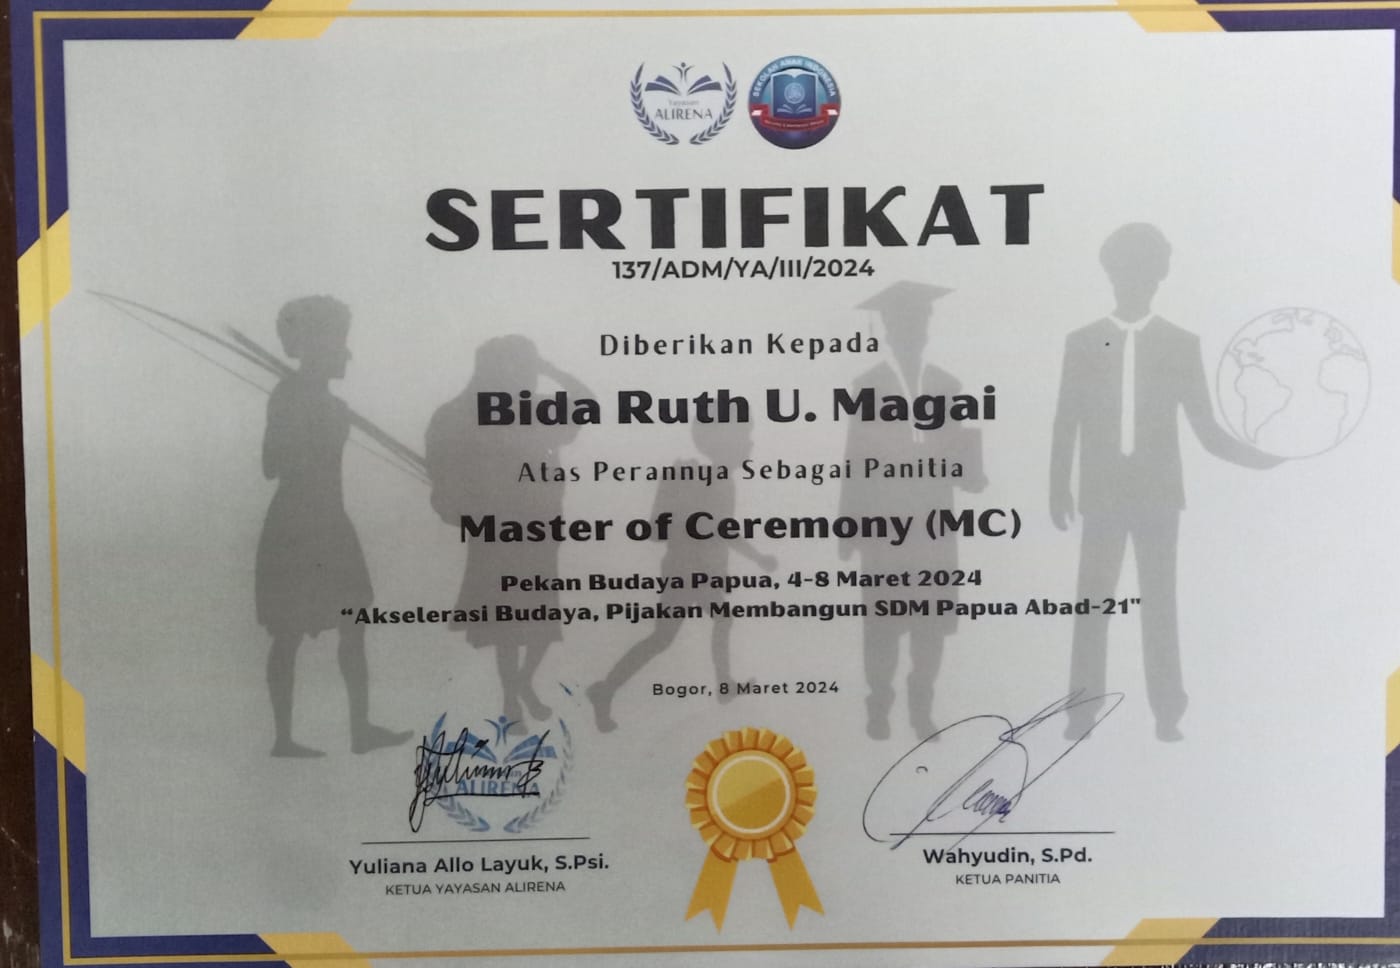 Yayasan
ALIRENA
SEKOLAH ANAK INDONESIA
SERTIFIKAT
137/ADM/YA/III/2024
Diberikan Kepada
Bida Ruth U. Magai
Atas Perannya Sebagai Panitia
Master of Ceremony (MC)
Pekan Budaya Papua, 4-8 Maret 2024
“Akselerasi Budaya, Pijakan Membangun SDM Papua Abad-21"
Bogor, 8 Maret 2024
ALIRENA
Yuliana Allo Layuk, S.Psi.
KETUA YAYASAN ALIRENA
Wahyudin, S.Pd.
KETUA PANITIA